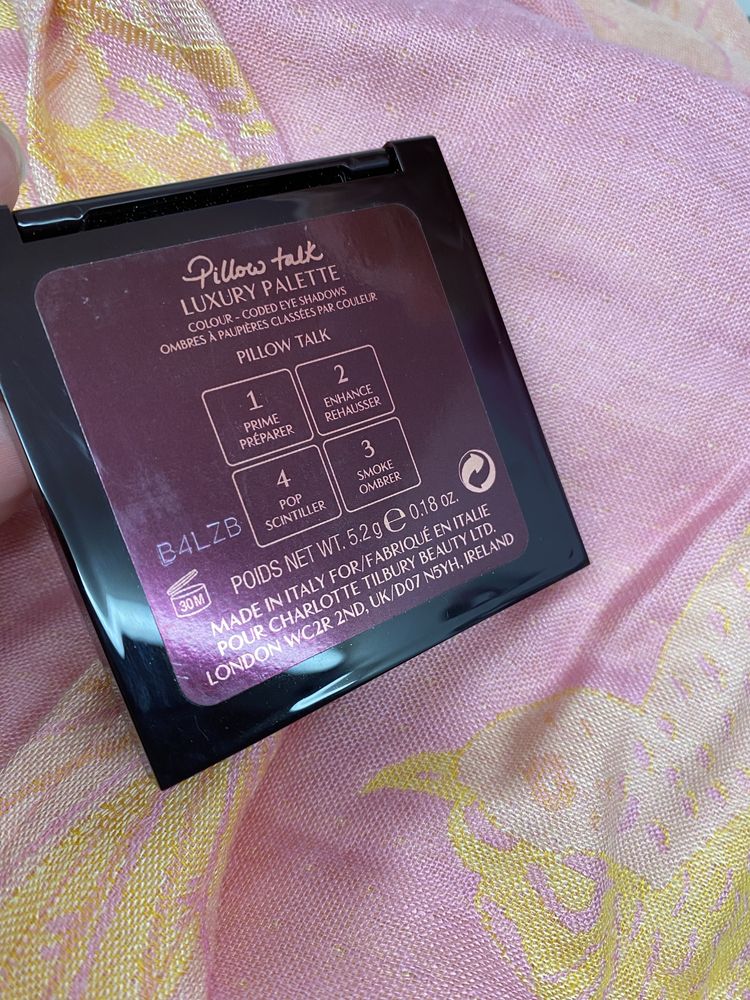 Pillow talk
LUXURY PALETTE
COLOUR - CODED EYE SHADOWS
OMBRES À PAUPIÈRES CLASSÉES PAR COULEUR
PILLOW TALK
1
PRIME
PRÉPARER
2
ENHANCE
REHAUSSER
4
POP
SCINTILLER
3
SMOKE
OMBRER
B4LZB
30M
POIDS NET WT. 5.2 g ℮ 0.18 oz.
MADE IN ITALY FOR/FABRIQUÉ EN ITALIE
POUR CHARLOTTE TILBURY BEAUTY LTD.
LONDON WC2R 2ND, UK/D07 N5YH, IRELAND